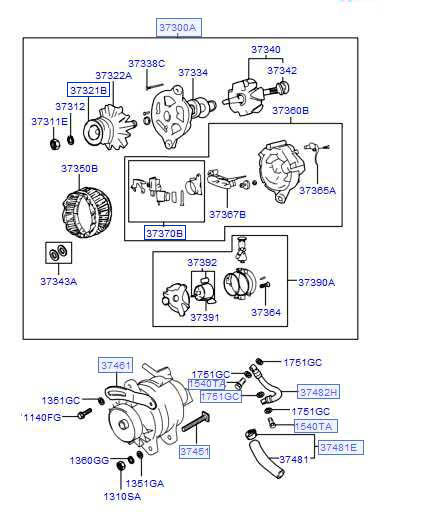 37300A
37340
37338C
37342
37334
37322A
37321B
37360B
37312
37311E
37350B
37365A
37367B
37370B
37392
37343A
37390A
37364
37391
37461
1751GC
1751GC
1540TA
37482H
1351GC
1751GC
1751GC
1140FG
1540TA
37481E
37451
37481
1360GG
1351GA
1310SA